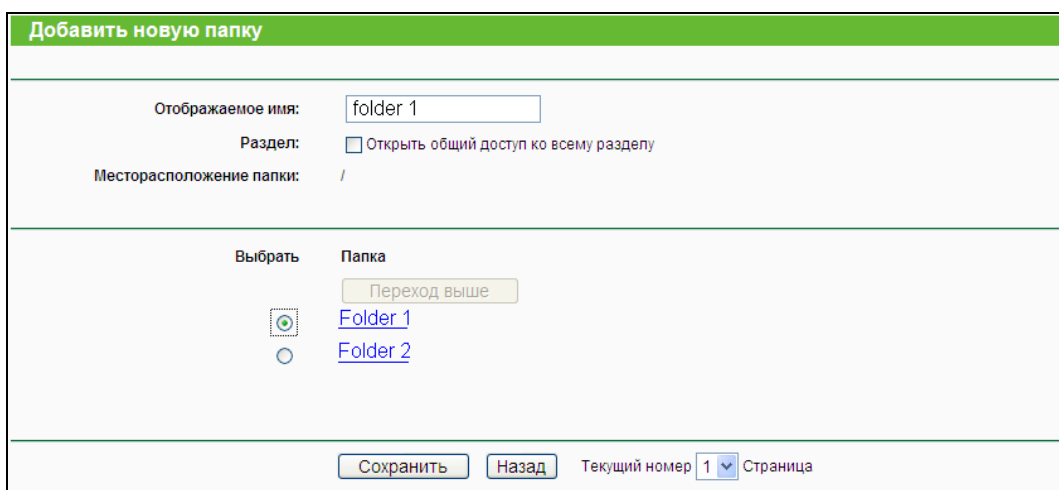 Добавить новую папку
Отображаемое имя: folder 1
Раздел: Открыть общий доступ ко всему разделу
Месторасположение папки: /
Выбрать Папка
Переход выше
Folder 1
Folder 2
Сохранить Назад Текущий номер 1 Страница